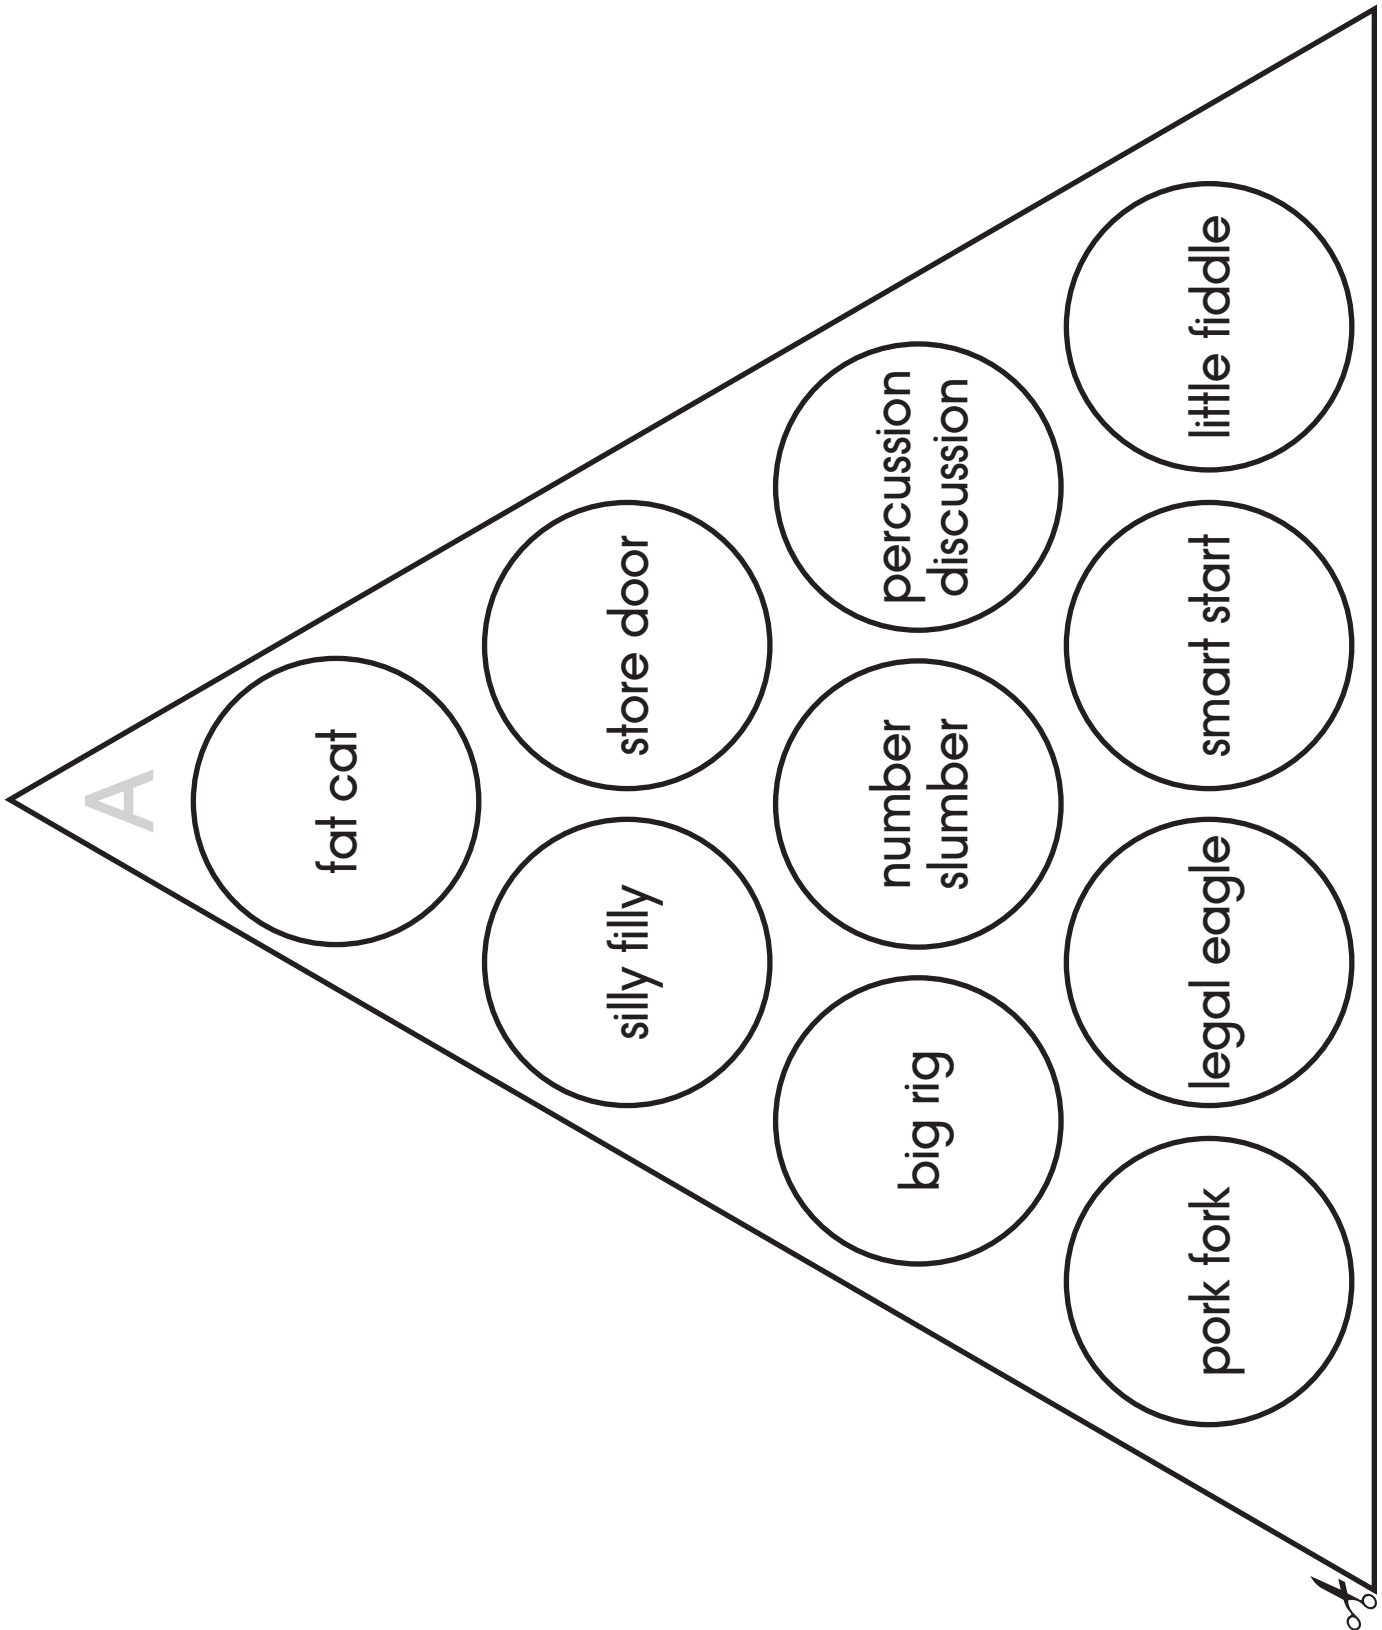 A
fat cat
silly filly
store door
big rig
number
slumber
percussion
discussion
pork fork
legal eagle
smart start
little fiddle